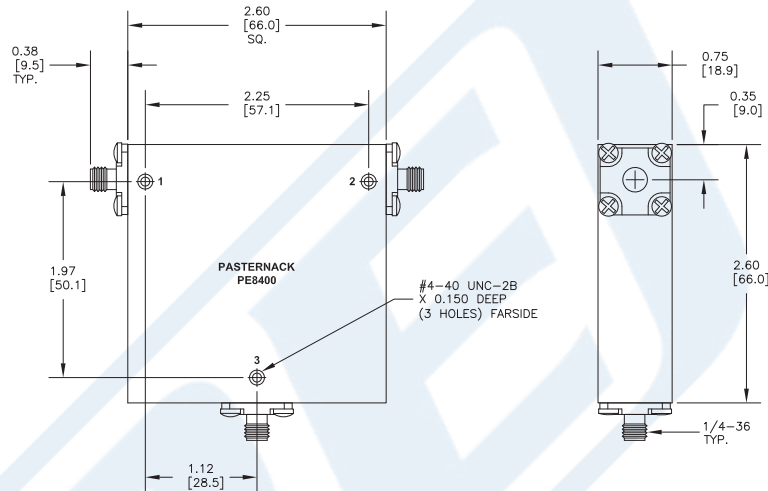 2.60
[66.0]
SQ.
0.38
[9.5]
TYP.
2.25
[57.1]
0.75
[18.9]
0.35
[9.0]
1
2
1.97
[50.1]
PASTERNACK
PE8400
#4-40 UNC-2B
X 0.150 DEEP
(3 HOLES) FARSIDE
2.60
[66.0]
3
1/4-36
TYP.
1.12
[28.5]